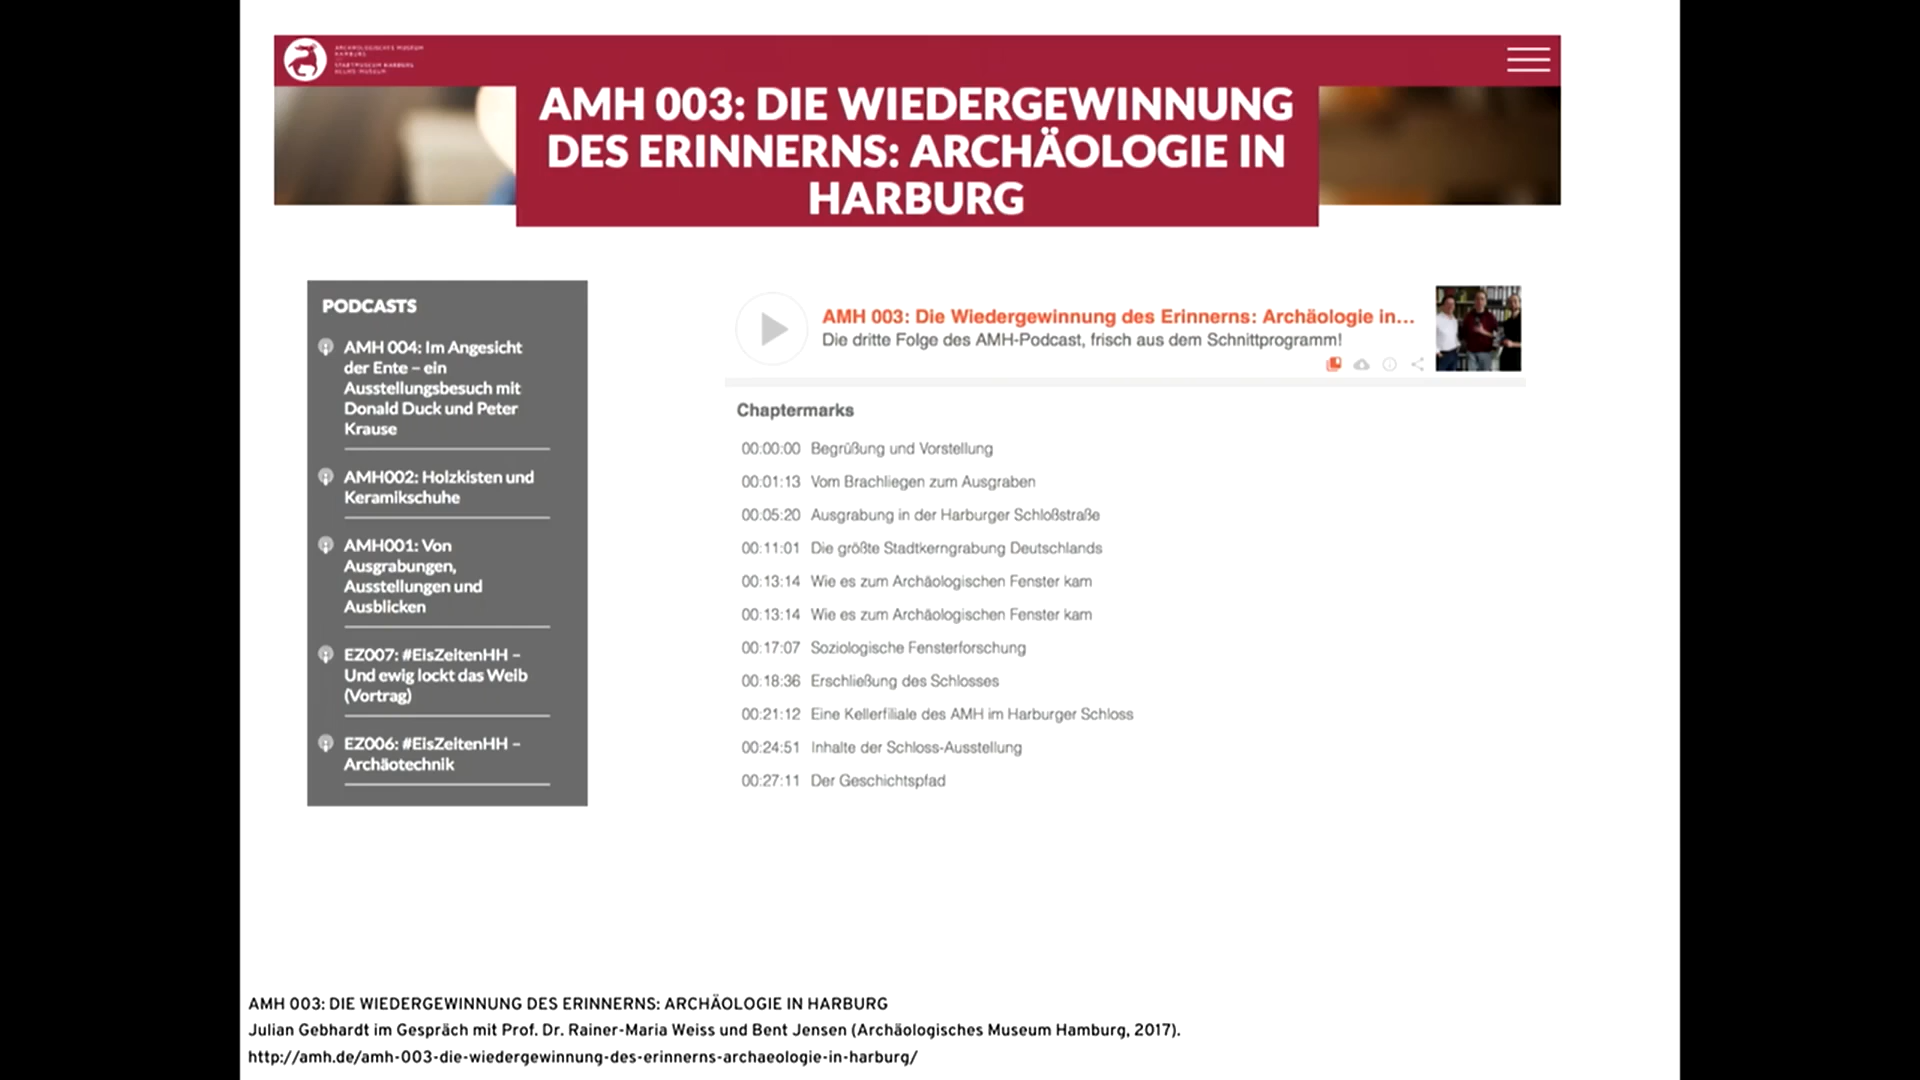 ARCHÄOLOGISCHES MUSEUM
HAMBURG
STADTMUSEUM HARBURG
HELMS-MUSEUM
AMH 003: DIE WIEDERGEWINNUNG
DES ERINNERNS: ARCHÄOLOGIE IN
HARBURG
PODCASTS
AMH 004: Im Angesicht
der Ente – ein
Ausstellungsbesuch mit
Donald Duck und Peter
Krause
AMH002: Holzkisten und
Keramikschuhe
AMH001: Von
Ausgrabungen,
Ausstellungen und
Ausblicken
EZ007: #EisZeitenHH –
Und ewig lockt das Weib
(Vortrag)
EZ006: #EisZeitenHH –
Archäotechnik
AMH 003: Die Wiedergewinnung des Erinnerns: Archäologie in...
Die dritte Folge des AMH-Podcast, frisch aus dem Schnittprogramm!
Chaptermarks
00:00:00 Begrüßung und Vorstellung
00:01:13 Vom Brachliegen zum Ausgraben
00:05:20 Ausgrabung in der Harburger Schloßstraße
00:11:01 Die größte Stadtkerngrabung Deutschlands
00:13:14 Wie es zum Archäologischen Fenster kam
00:13:14 Wie es zum Archäologischen Fenster kam
00:17:07 Soziologische Fensterforschung
00:18:36 Erschließung des Schlosses
00:21:12 Eine Kellerfiliale des AMH im Harburger Schloss
00:24:51 Inhalte der Schloss-Ausstellung
00:27:11 Der Geschichtspfad
AMH 003: DIE WIEDERGEWINNUNG DES ERINNERNS: ARCHÄOLOGIE IN HARBURG
Julian Gebhardt im Gespräch mit Prof. Dr. Rainer-Maria Weiss und Bent Jensen (Archäologisches Museum Hamburg, 2017).
http://amh.de/amh-003-die-wiedergewinnung-des-erinnerns-archaeologie-in-harburg/